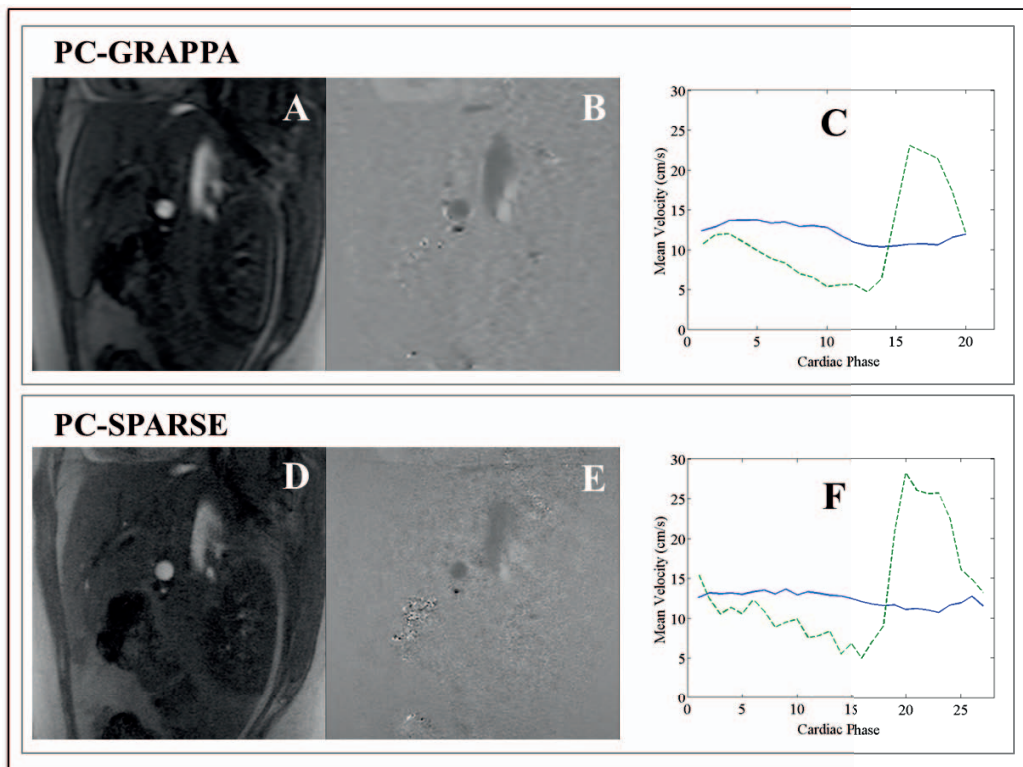 PC-GRAPPA
A
B
C
30
25
20
15
10
5
0
Mean Velocity (cm/s)
0 5 10 15 20
Cardiac Phase
PC-SPARSE
D
E
F
30
25
20
15
10
5
0
Mean Velocity (cm/s)
0 5 10 15 20 25
Cardiac Phase